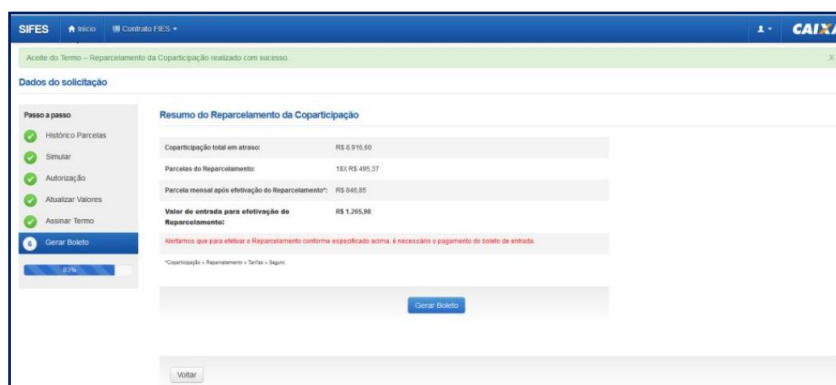 SIFES
Início
Contrato FIES
CAIXA
Aceite do Termo – Reparcelamento da Coparticipação realizado com sucesso.
X
Dados do solicitação
Passo a passo
Histórico Parcelas
Simular
Autorização
Atualizar Valores
Assinar Termo
6 Gerar Boleto
83%
Resumo do Reparcelamento da Coparticipação
Coparticipação total em atraso: R$ 8.916,60
Parcelas do Reparcelamento: 18X R$ 495,37
Parcela mensal após efetivação do Reparcelamento*: R$ 846,85
Valor de entrada para efetivação do R$ 1.265,98
Reparcelamento:
Alertamos que para efetivar o Reparcelamento conforme especificado acima, é necessário o pagamento do boleto de entrada.
*Coparticipação + Reparcelamento + Tarifas + Seguro
Gerar Boleto
Voltar